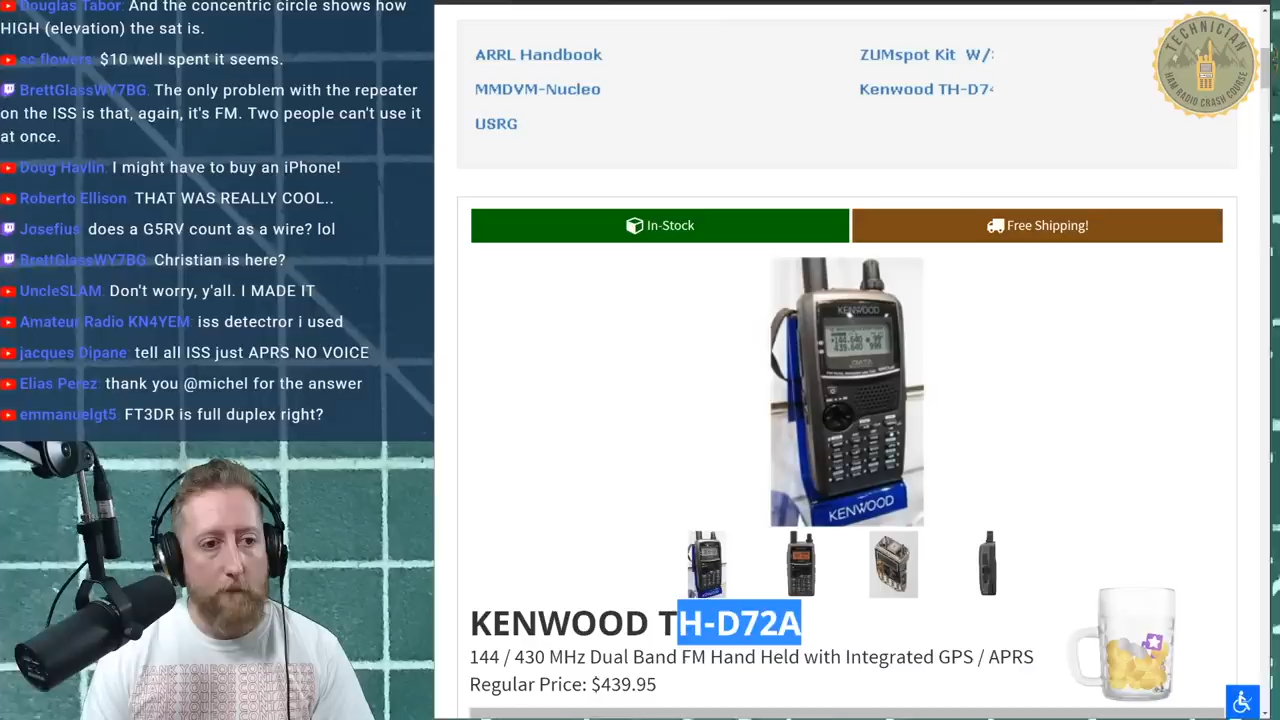 Douglas Tabor: And the concentric circle shows how
HIGH (elevation) the sat is.
sc flowers: $10 well spent it seems.
BrettGlassWY7BG: The only problem with the repeater
on the ISS is that, again, it's FM. Two people can't use it
at once.
Doug Havlin: I might have to buy an iPhone!
Roberto Ellison: THAT WAS REALLY COOL..
Josefius: does a G5RV count as a wire? lol
BrettGlassWY7BG: Christian is here?
UncleSLAM: Don't worry, y'all. I MADE IT
Amateur Radio KN4YEM: iss detectror i used
jacques Dipane: tell all ISS just APRS NO VOICE
Elias Perez: thank you @michel for the answer
emmanuelgt5: FT3DR is full duplex right?
ARRL Handbook
ZUMspot Kit W/
MMDVM-Nucleo
Kenwood TH-D7
USRG
TECHNICIAN
HAM RADIO CRASH COURSE
In-Stock
Free Shipping!
KENWOOD
KENWOOD
KENWOOD TH-D72A
144 / 430 MHz Dual Band FM Hand Held with Integrated GPS / APRS
Regular Price: $439.95